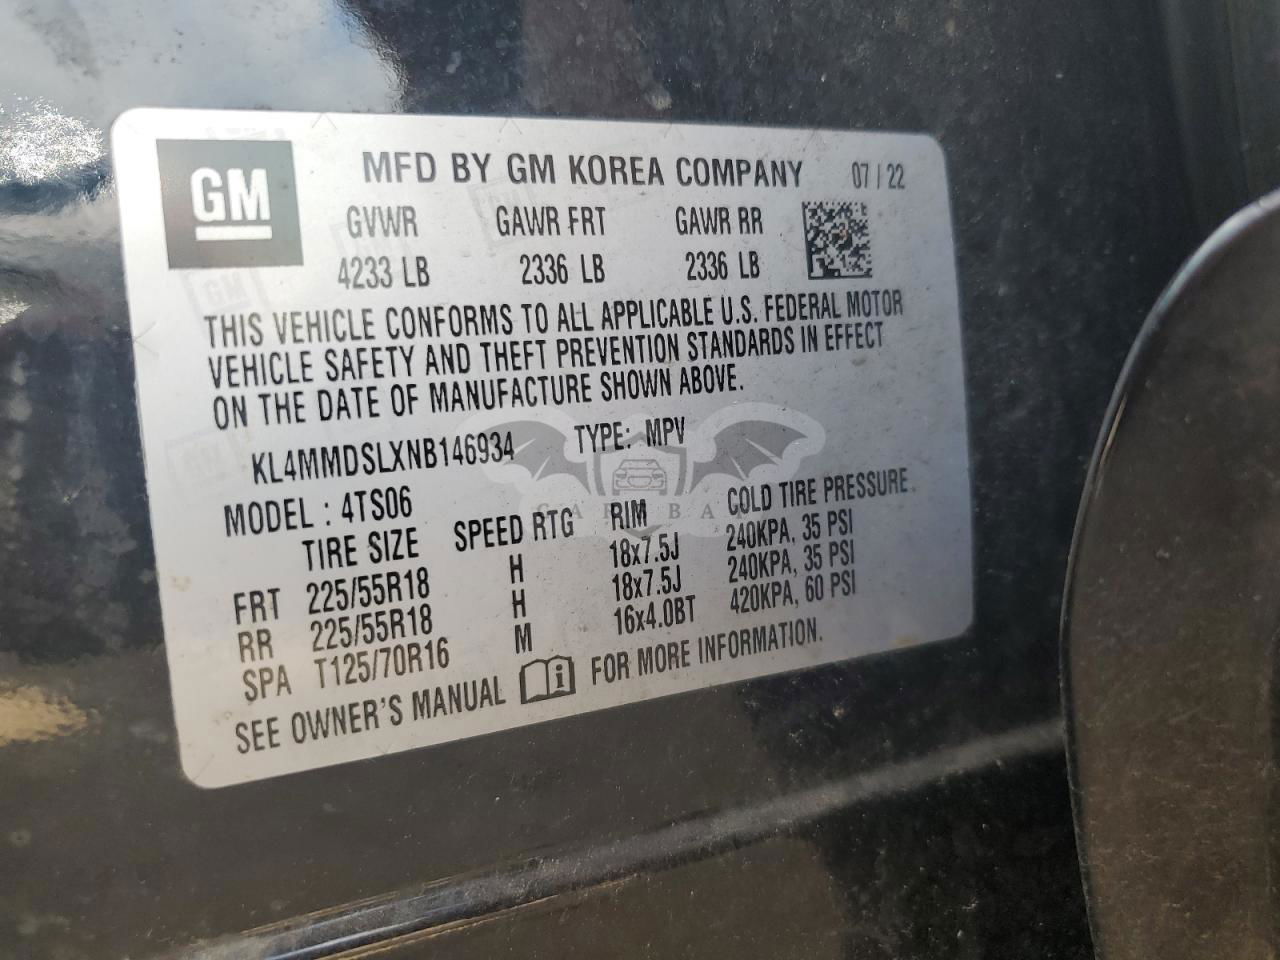 GM
MFD BY GM KOREA COMPANY 07 / 22
GVWR GAWR FRT GAWR RR
4233 LB 2336 LB 2336 LB
THIS VEHICLE CONFORMS TO ALL APPLICABLE U.S. FEDERAL MOTOR
VEHICLE SAFETY AND THEFT PREVENTION STANDARDS IN EFFECT
ON THE DATE OF MANUFACTURE SHOWN ABOVE.
KL4MMDSLXNB146934 TYPE: MPV
MODEL : 4TS06
TIRE SIZE SPEED RTG RIM COLD TIRE PRESSURE
FRT 225/55R18 H 18x7.5J 240KPA, 35 PSI
RR 225/55R18 H 18x7.5J 240KPA, 35 PSI
SPA T125/70R16 M 16x4.0BT 420KPA, 60 PSI
SEE OWNER'S MANUAL FOR MORE INFORMATION.